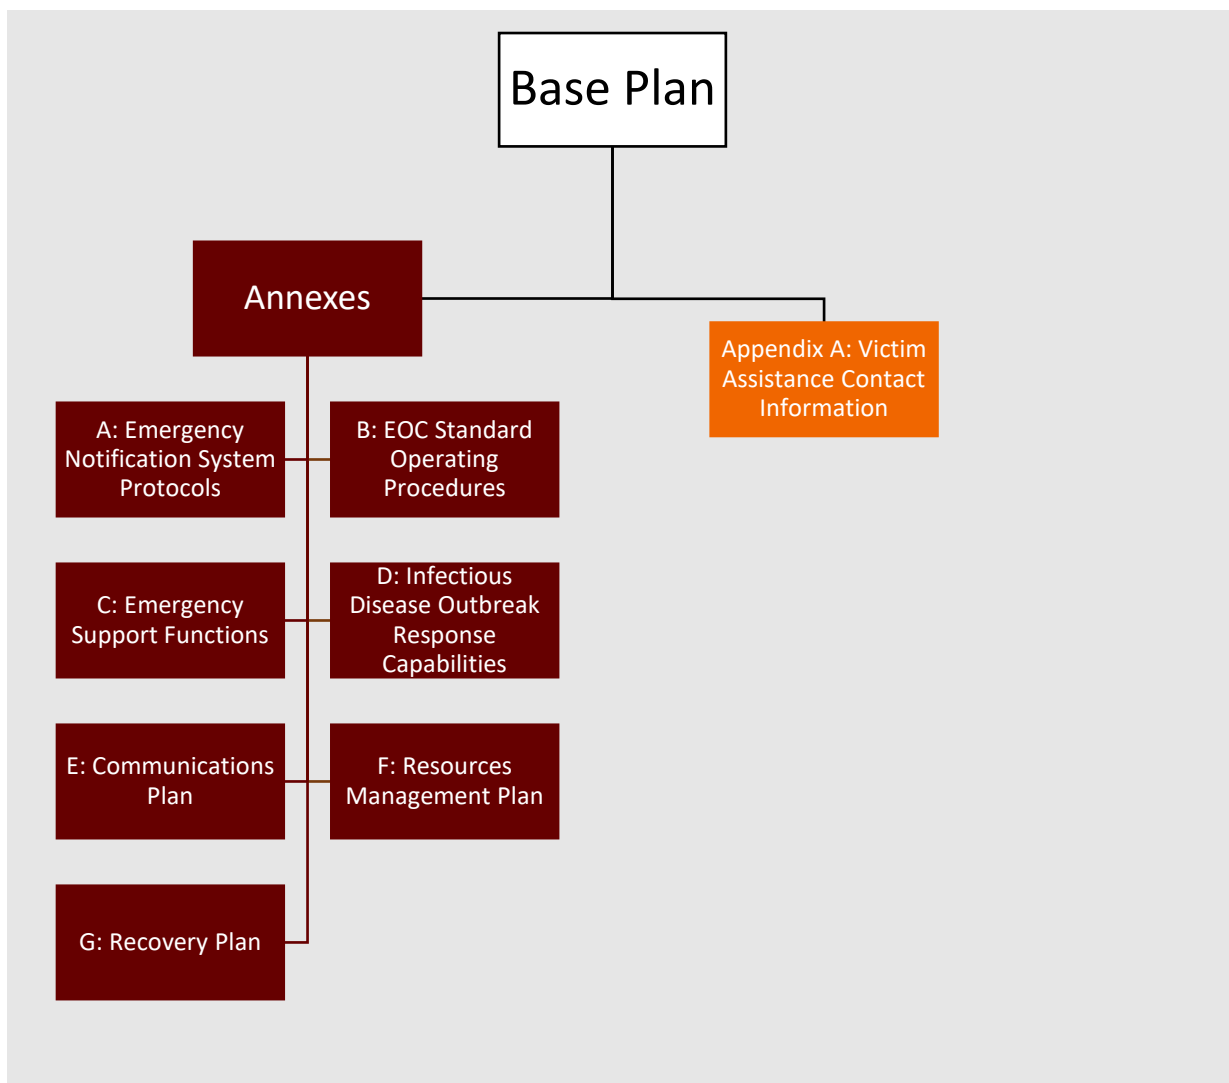 Base Plan
Annexes
Appendix A: Victim
Assistance Contact
Information
A: Emergency
Notification System
Protocols
B: EOC Standard
Operating
Procedures
C: Emergency
Support Functions
D: Infectious
Disease Outbreak
Response
Capabilities
E: Communications
Plan
F: Resources
Management Plan
G: Recovery Plan